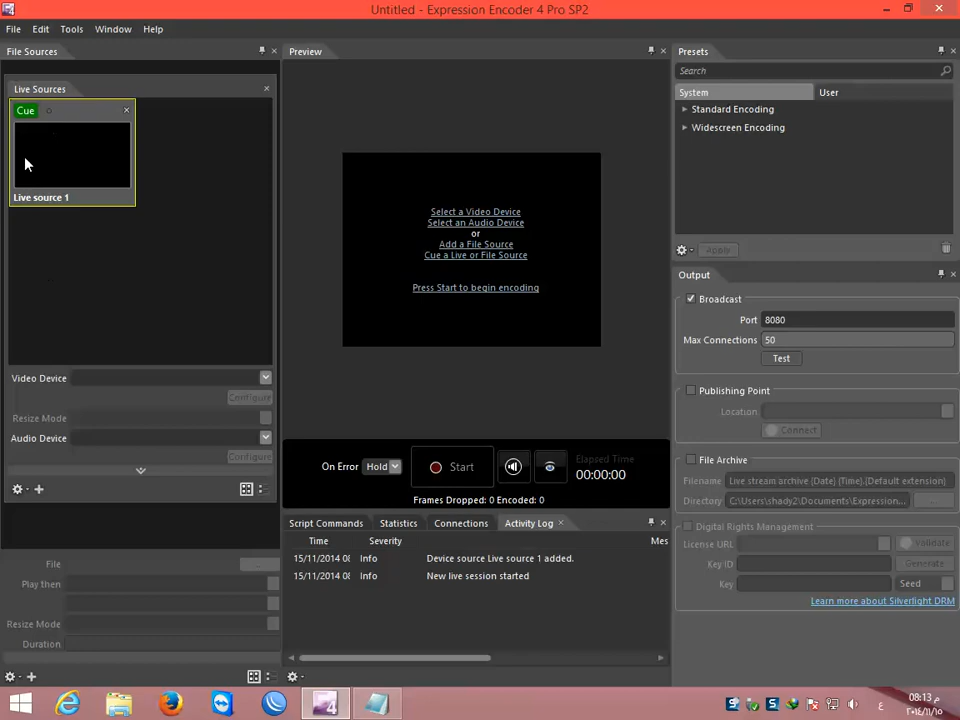 Untitled - Expression Encoder 4 Pro SP2
File Edit Tools Window Help
File Sources
Live Sources
Cue
Live source 1
Video Device
Configure
Resize Mode
Audio Device
Configure
File
Play then
Resize Mode
Duration
Preview
Select a Video Device
Select an Audio Device
or
Add a File Source
Cue a Live or File Source
Press Start to begin encoding
On Error Hold Start Elapsed Time
00:00:00
Frames Dropped: 0 Encoded: 0
Script Commands Statistics Connections Activity Log
Time Severity Mes
15/11/2014 08 Info Device source Live source 1 added.
15/11/2014 08 Info New live session started
Presets
Search
System User
Standard Encoding
Widescreen Encoding
Apply
Output
Broadcast
Port 8080
Max Connections 50
Test
Publishing Point
Location
Connect
File Archive
Filename Live stream archive {Date} {Time}.{Default extension}
Directory C:\Users\shady2\Documents\Expression... ...
Digital Rights Management
License URL Validate
Key ID Generate
Key Seed
Learn more about Silverlight DRM
ع
08:13 م
٢٠١٤/١١/١٥